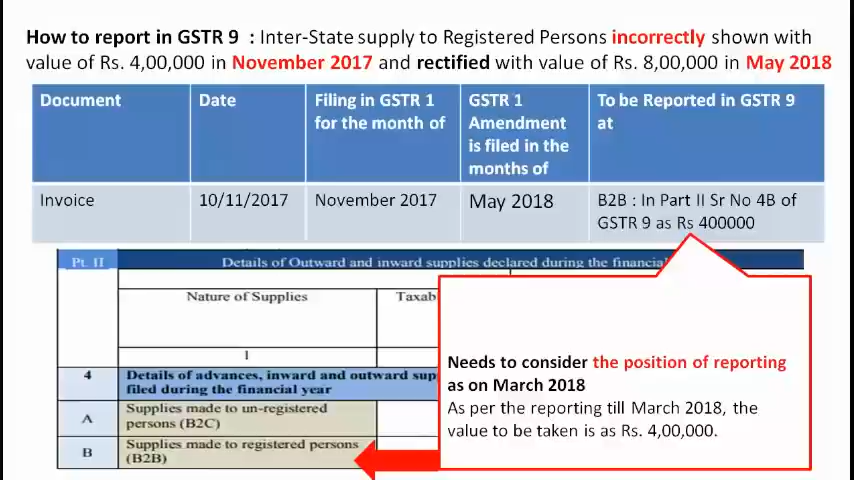 How to report in GSTR 9 : Inter-State supply to Registered Persons incorrectly shown with
value of Rs. 4,00,000 in November 2017 and rectified with value of Rs. 8,00,000 in May 2018
Document
Date
Filing in GSTR 1
for the month of
GSTR 1
Amendment
is filed in the
months of
To be Reported in GSTR 9
at
Invoice
10/11/2017
November 2017
May 2018
B2B : In Part II Sr No 4B of
GSTR 9 as Rs 400000
Pt. II
Details of Outward and inward supplies declared during the financial
Nature of Supplies
Taxab
1
4
Details of advances, inward and outward sup
filed during the financial year
A
Supplies made to un-registered
persons (B2C)
B
Supplies made to registered persons
(B2B)
Needs to consider the position of reporting
as on March 2018
As per the reporting till March 2018, the
value to be taken is as Rs. 4,00,000.